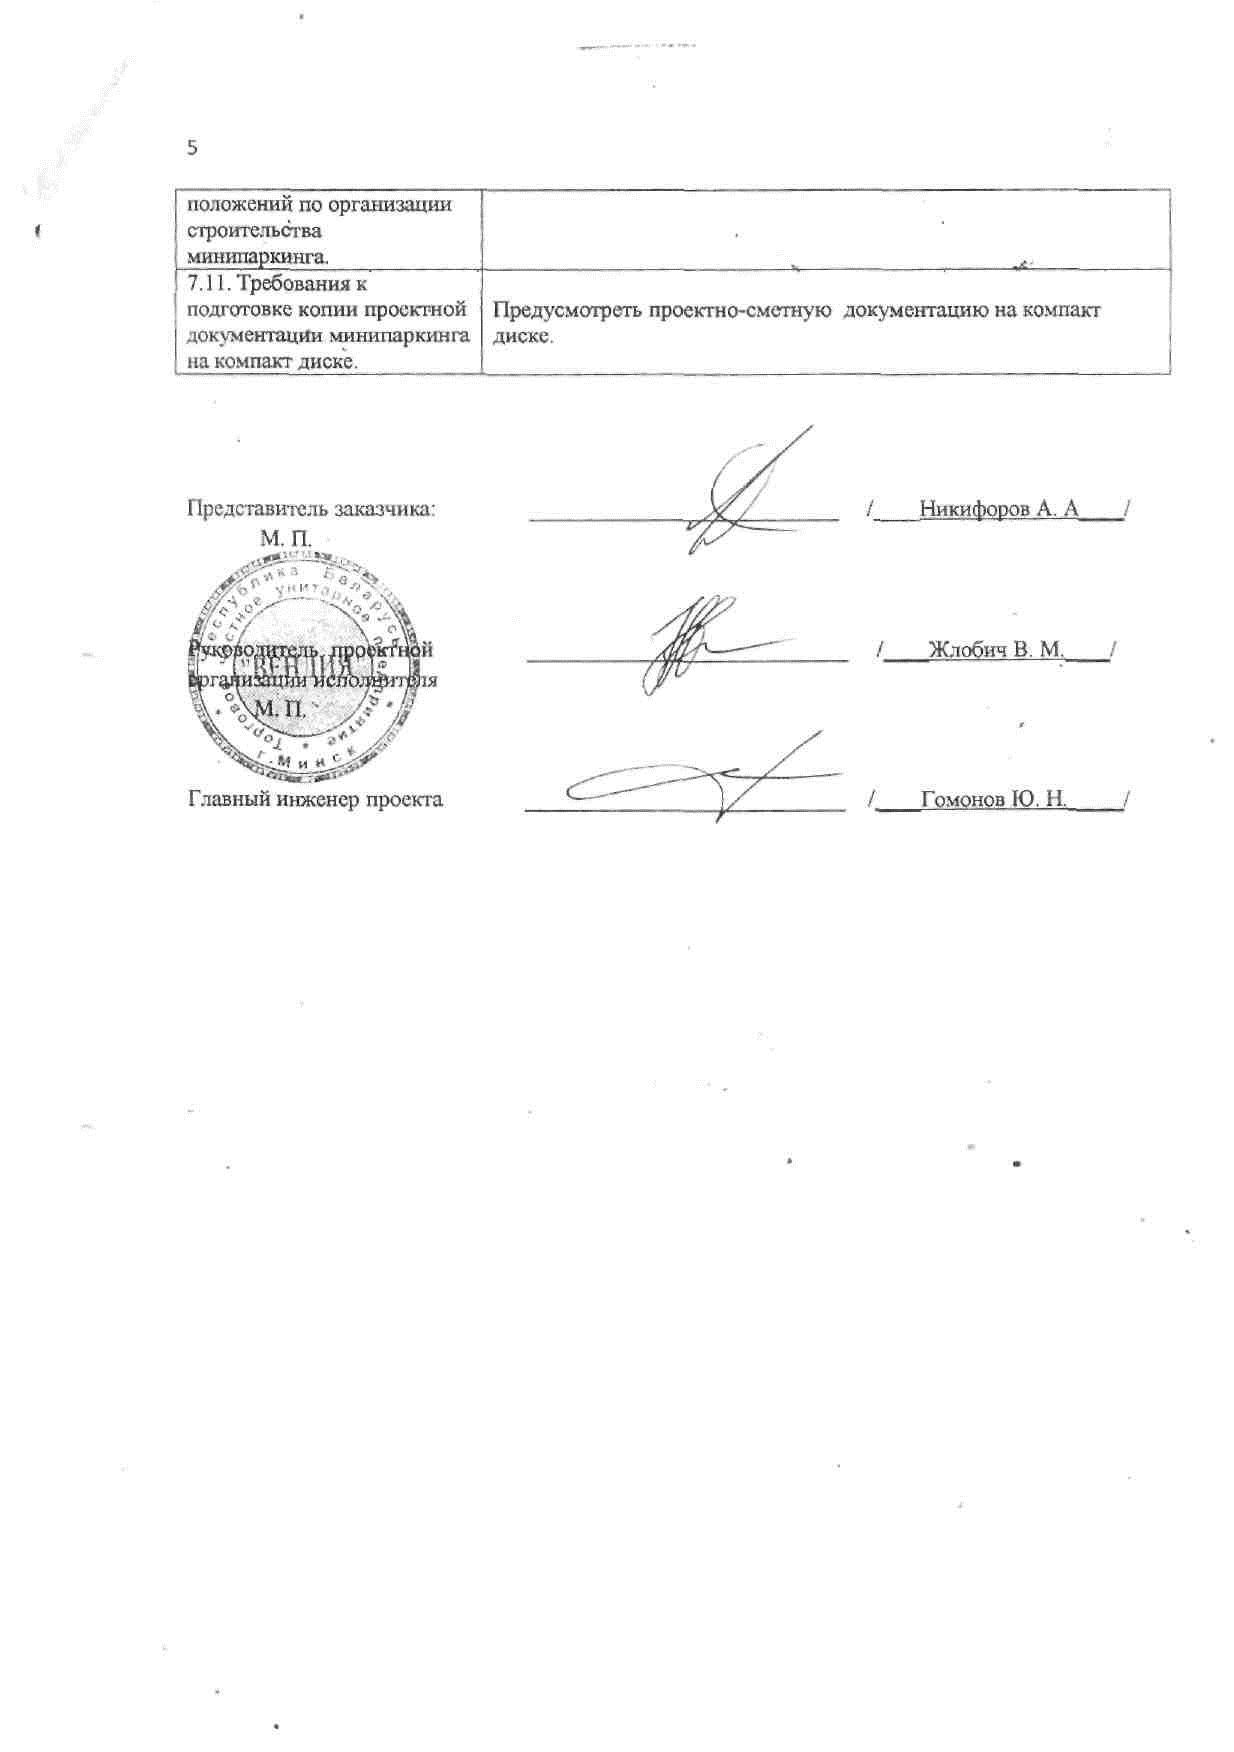 5
положений по организации
строительства
минипаркинга.
7.11. Требования к
подготовке копии проектной
документации минипаркинга
на компакт диске.
Предусмотреть проектно-сметную документацию на компакт
диске.
Представитель заказчика:
/ Никифоров А. А /
М. П.
Республика Беларусь
Торговое частное унитарное предприятие
г.Минск
Руководитель проектной
организации исполнителя
/ Жлобич В. М. /
М. П.
Главный инженер проекта
/ Гомонов Ю. Н. /